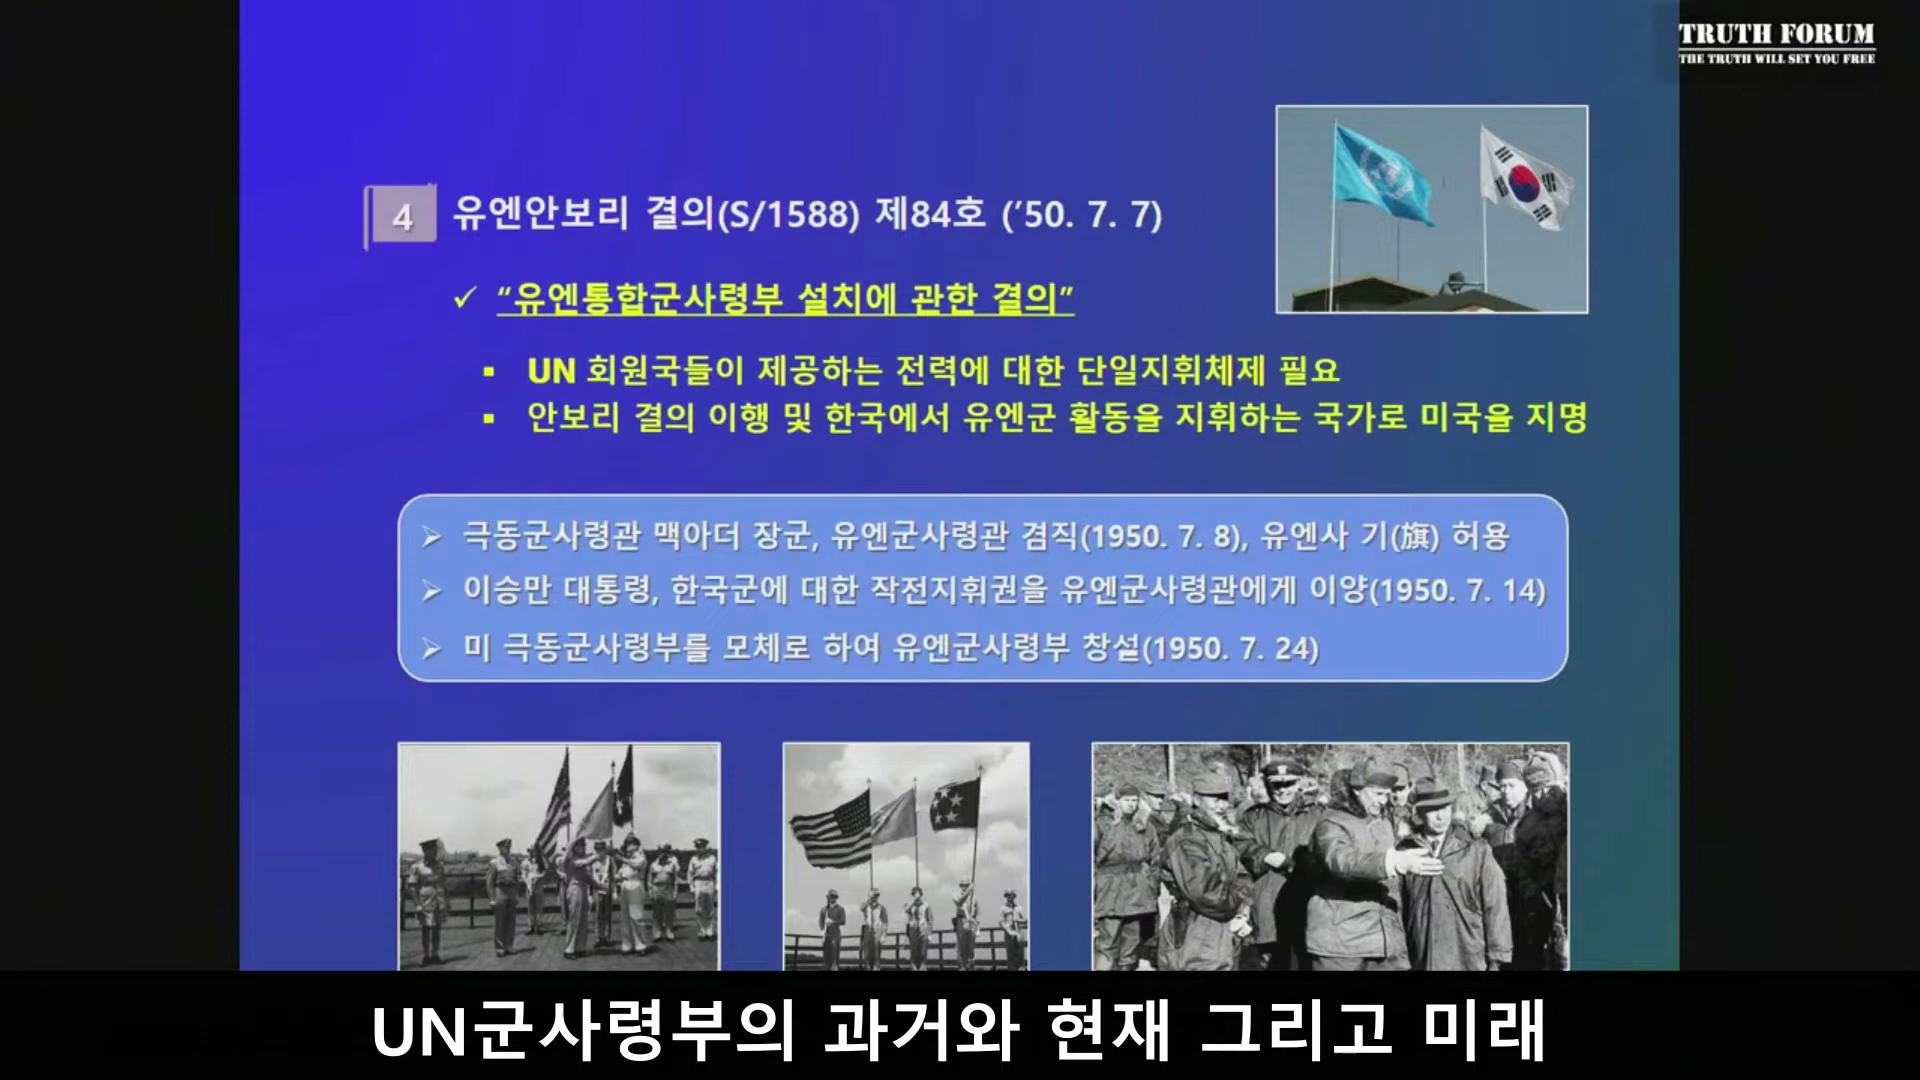 TRUTH FORUM
THE TRUTH WILL SET YOU FREE
4 유엔안보리 결의(S/1588) 제84호 (’50. 7. 7)
✓ “유엔통합군사령부 설치에 관한 결의”
▪ UN 회원국들이 제공하는 전력에 대한 단일지휘체제 필요
▪ 안보리 결의 이행 및 한국에서 유엔군 활동을 지휘하는 국가로 미국을 지명
➢ 극동군사령관 맥아더 장군, 유엔군사령관 겸직(1950. 7. 8), 유엔사 기(旗) 허용
➢ 이승만 대통령, 한국군에 대한 작전지휘권을 유엔군사령관에게 이양(1950. 7. 14)
➢ 미 극동군사령부를 모체로 하여 유엔군사령부 창설(1950. 7. 24)
UN군사령부의 과거와 현재 그리고 미래